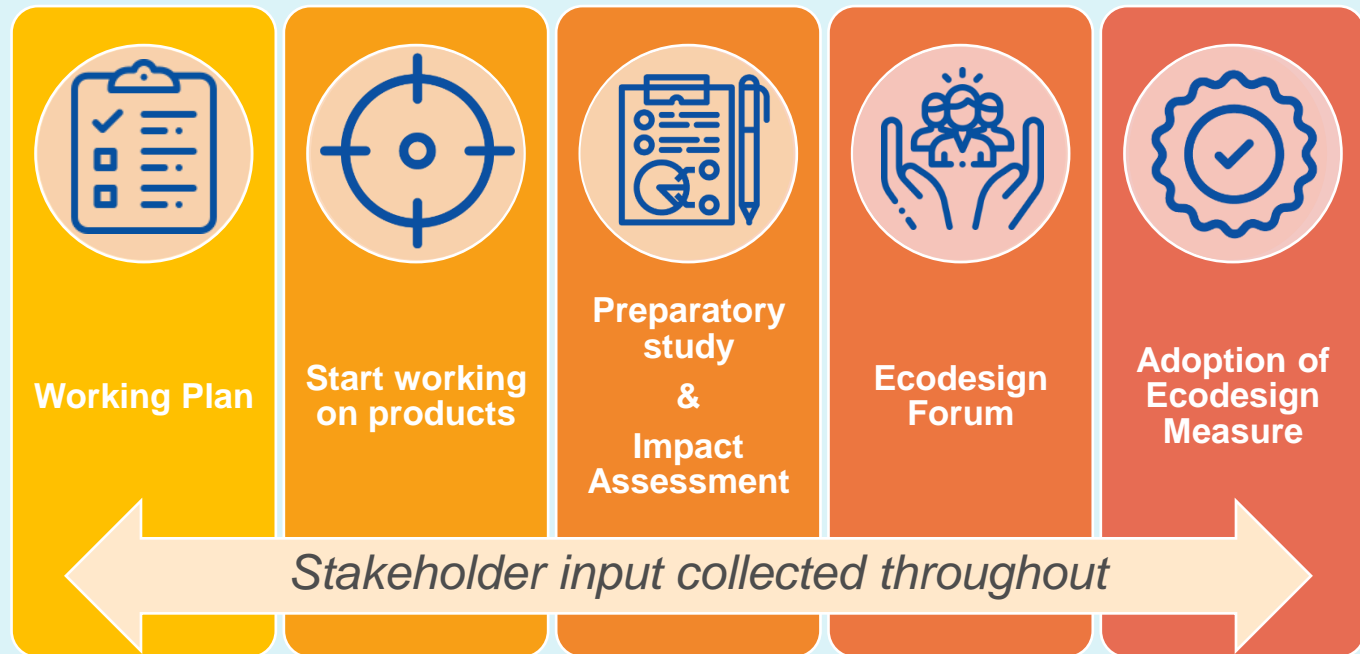 Working Plan
Start working
on products
Preparatory
study
&
Impact
Assessment
Ecodesign
Forum
Adoption of
Ecodesign
Measure
Stakeholder input collected throughout